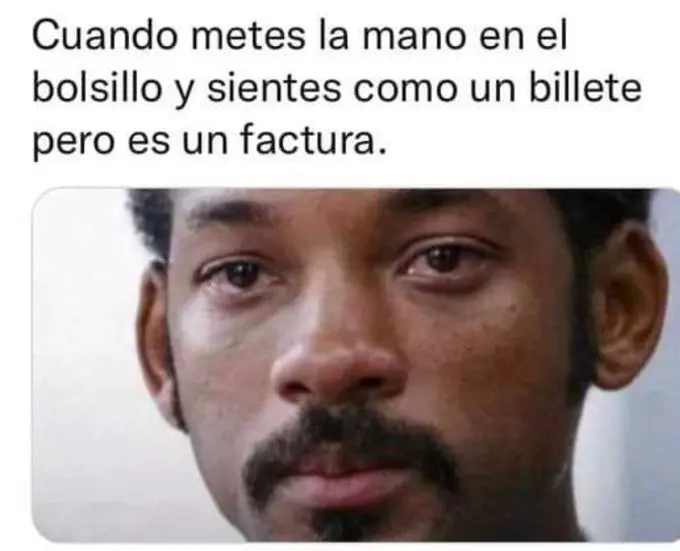 Cuando metes la mano en el
bolsillo y sientes como un billete
pero es un factura.